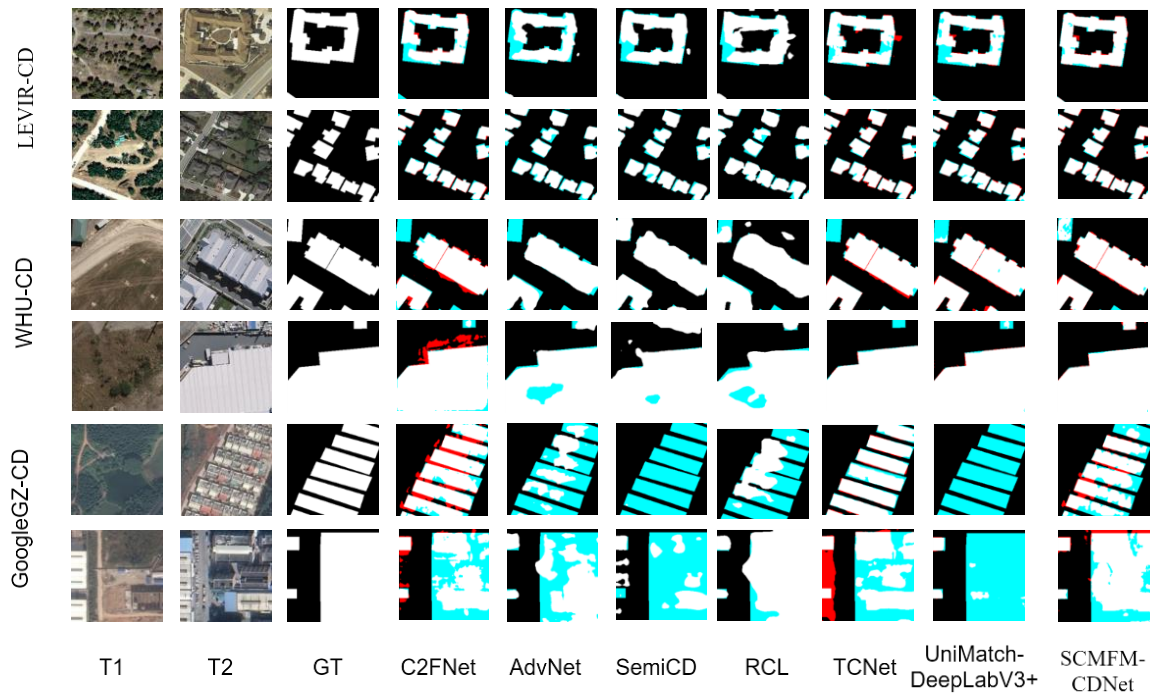 LEVIR-CD
WHU-CD
GoogleGZ-CD
T1 T2 GT C2FNet AdvNet SemiCD RCL TCNet UniMatch-
DeepLabV3+ SCMFM-
CDNet